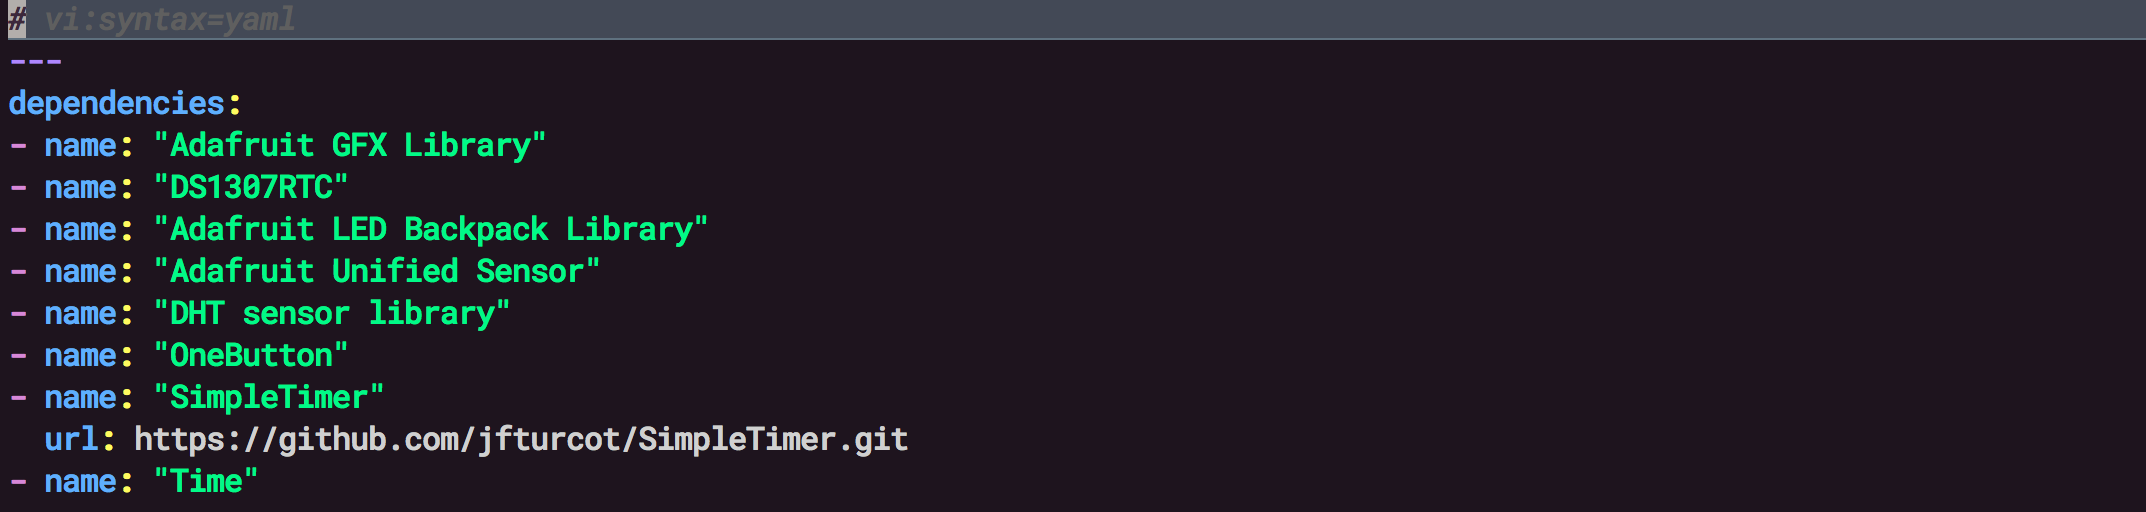 # vi:syntax=yaml
---
dependencies:
- name: "Adafruit GFX Library"
- name: "DS1307RTC"
- name: "Adafruit LED Backpack Library"
- name: "Adafruit Unified Sensor"
- name: "DHT sensor library"
- name: "OneButton"
- name: "SimpleTimer"
  url: https://github.com/jfturcot/SimpleTimer.git
- name: "Time"